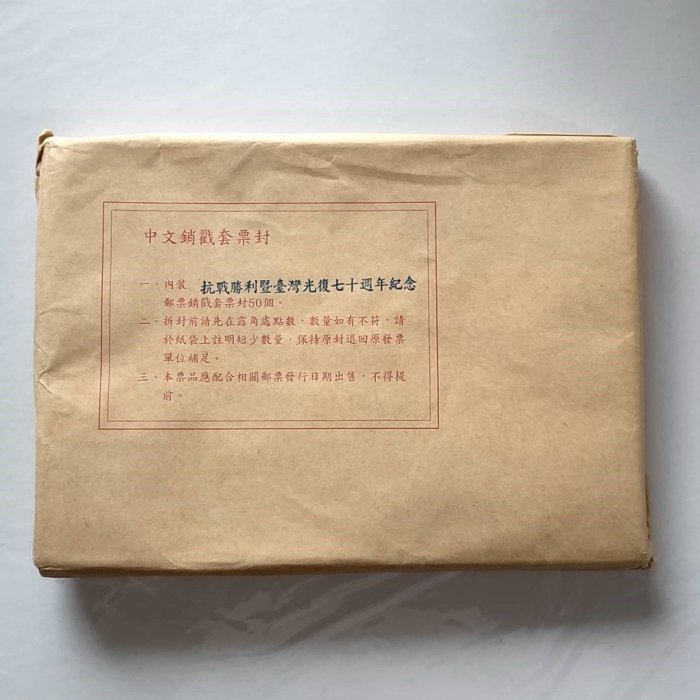 中文銷戳套票封
一、內裝 抗戰勝利暨臺灣光復七十週年紀念
郵票銷戳套票封50個。
二、拆封前請先在露角處點數，數量如有不符，請
於紙袋上註明短少數量，保持原封退回原發票
單位補足。
三、本票品應配合相關郵票發行日期出售，不得提
前。